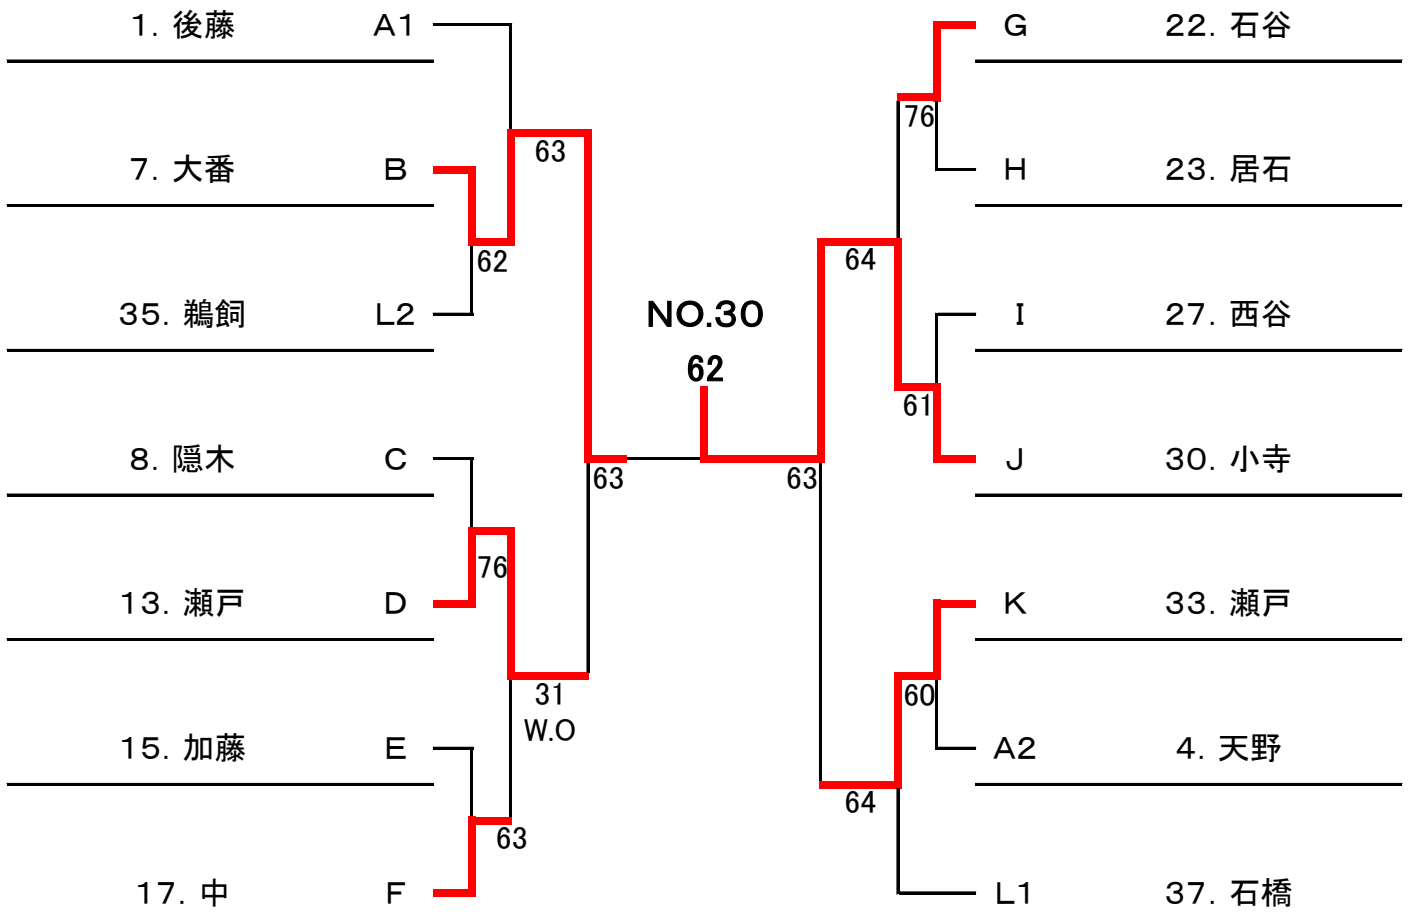 1. 後藤 A1
7. 大番 B
35. 鵜飼 L2
8. 隠木 C
13. 瀬戸 D
15. 加藤 E
17. 中 F
63
62
76
31
W.O
63
63
NO.30
62
63
76
64
61
60
64
G 22. 石谷
H 23. 居石
I 27. 西谷
J 30. 小寺
K 33. 瀬戸
A2 4. 天野
L1 37. 石橋